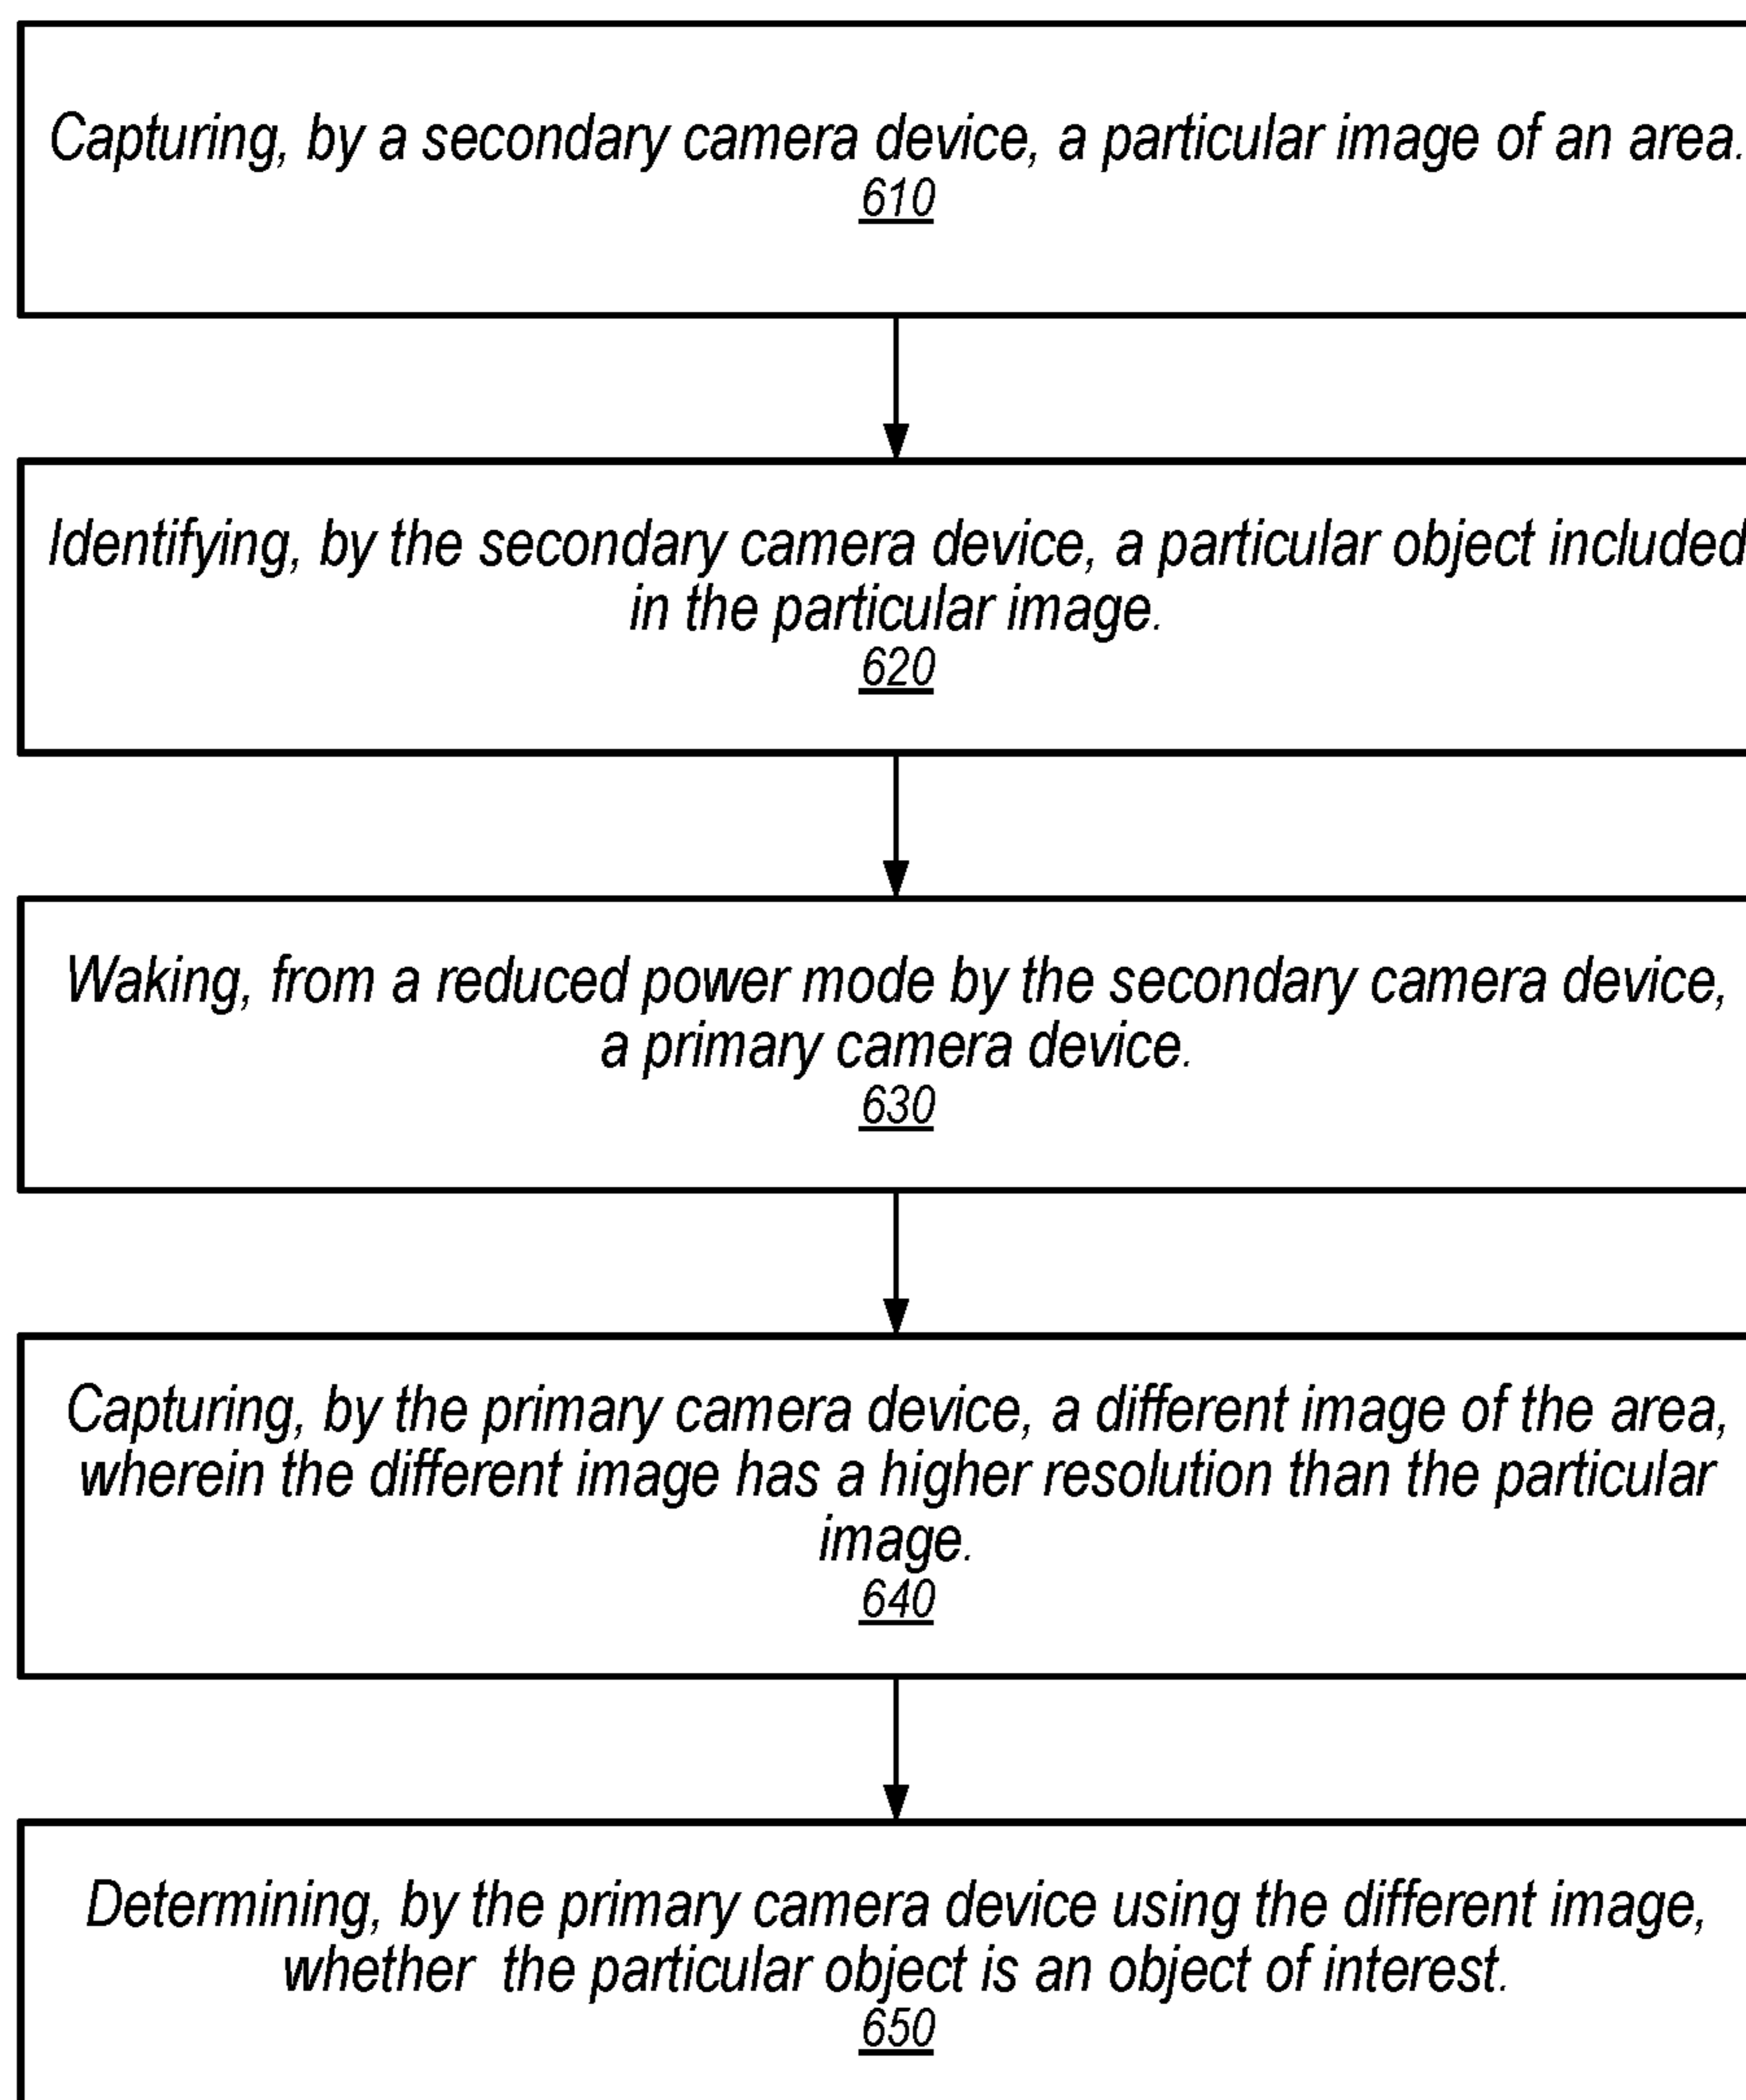 Capturing, by a secondary camera device, a particular image of an area.
610
Identifying, by the secondary camera device, a particular object included
in the particular image.
620
Waking, from a reduced power mode by the secondary camera device,
a primary camera device.
630
Capturing, by the primary camera device, a different image of the area,
wherein the different image has a higher resolution than the particular
image.
640
Determining, by the primary camera device using the different image,
whether the particular object is an object of interest.
650